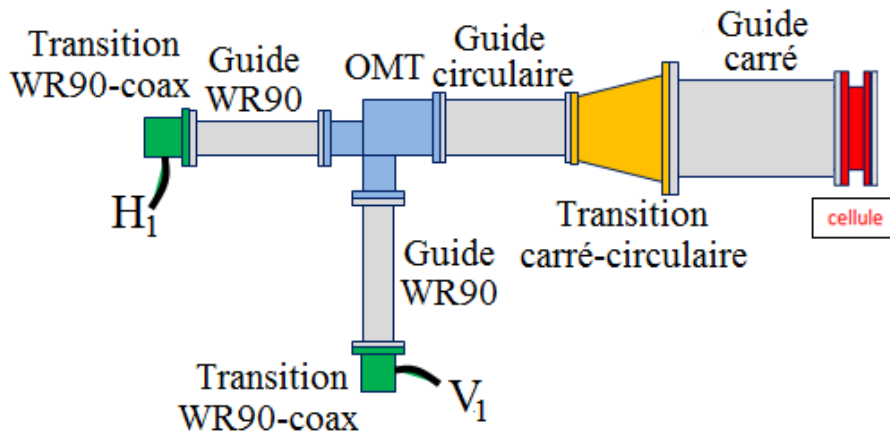 Transition
WR90-coax
Guide
WR90
OMT
Guide
circulaire
Guide
carré
H1
cellule
Transition
carré-circulaire
Guide
WR90
Transition
WR90-coax
V1